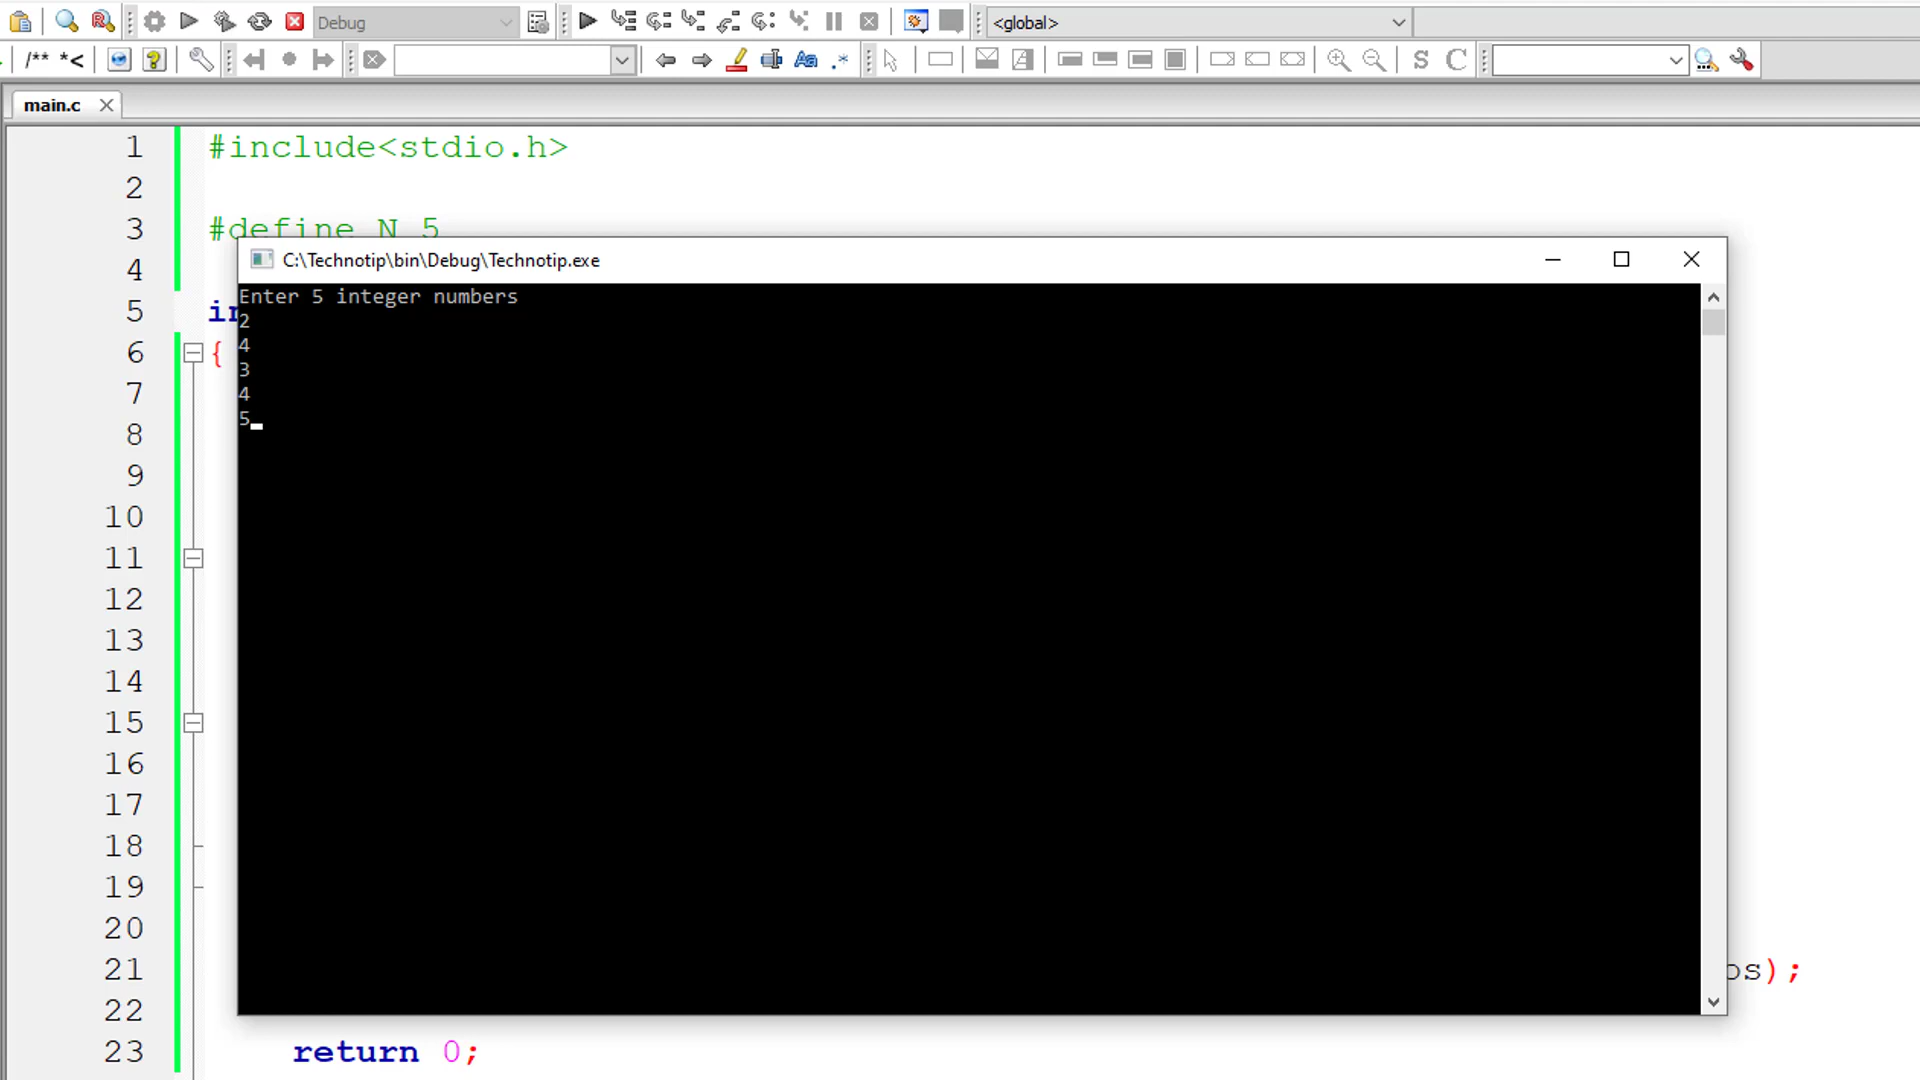 Debug
<global>
/** *<
Aa .*
S C
main.c
1 #include<stdio.h>
2
3 #define N 5
4
C:\Technotip\bin\Debug\Technotip.exe
Enter 5 integer numbers
5
2
6 {
4
3
7
4
8
5
9
10
11
12
13
14
15
16
17
18
19
20
21 os);
22
23 return 0;